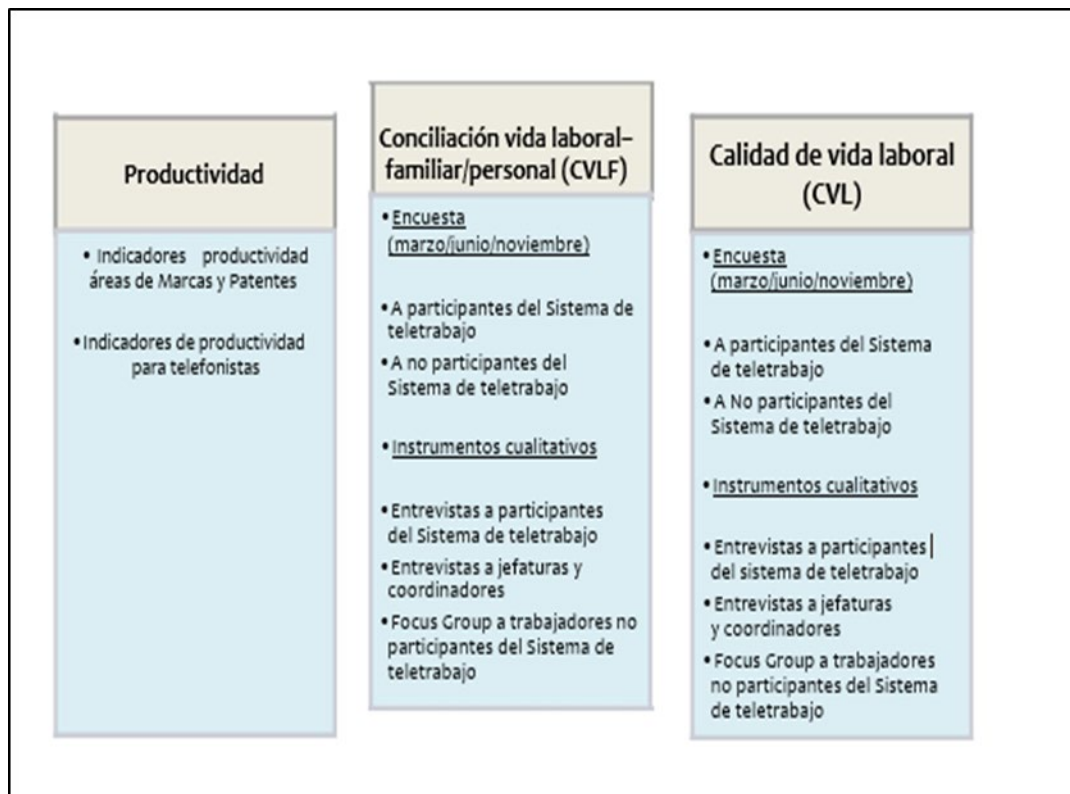 Productividad
• Indicadores productividad
áreas de Marcas y Patentes
• Indicadores de productividad
para telefonistas
Conciliación vida laboral–
familiar/personal (CVLF)
• Encuesta
(marzo/junio/noviembre)
• A participantes del Sistema de
teletrabajo
• A no participantes del
Sistema de teletrabajo
• Instrumentos cualitativos
• Entrevistas a participantes
del Sistema de teletrabajo
• Entrevistas a jefaturas y
coordinadores
• Focus Group a trabajadores no
participantes del Sistema de
teletrabajo
Calidad de vida laboral
(CVL)
• Encuesta
(marzo/junio/noviembre)
• A participantes del Sistema
de teletrabajo
• A No participantes del
Sistema de teletrabajo
• Instrumentos cualitativos
• Entrevistas a participantes
del sistema de teletrabajo
• Entrevistas a jefaturas
y coordinadores
• Focus Group a trabajadores
no participantes del Sistema
de teletrabajo